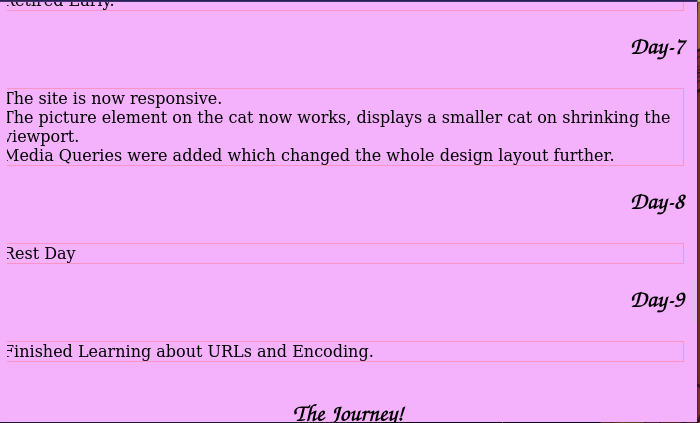 Retired Early.
Day-7
The site is now responsive.
The picture element on the cat now works, displays a smaller cat on shrinking the
viewport.
Media Queries were added which changed the whole design layout further.
Day-8
Rest Day
Day-9
Finished Learning about URLs and Encoding.
The Journey!